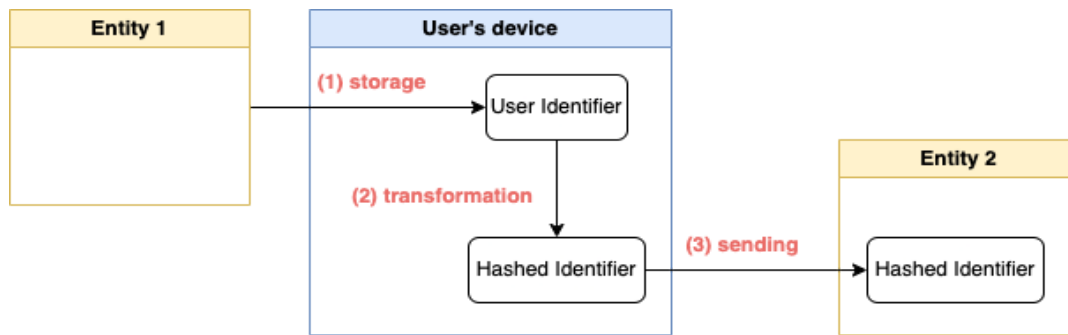 Entity 1
User's device
(1) storage
User Identifier
Entity 2
(2) transformation
(3) sending
Hashed Identifier
Hashed Identifier